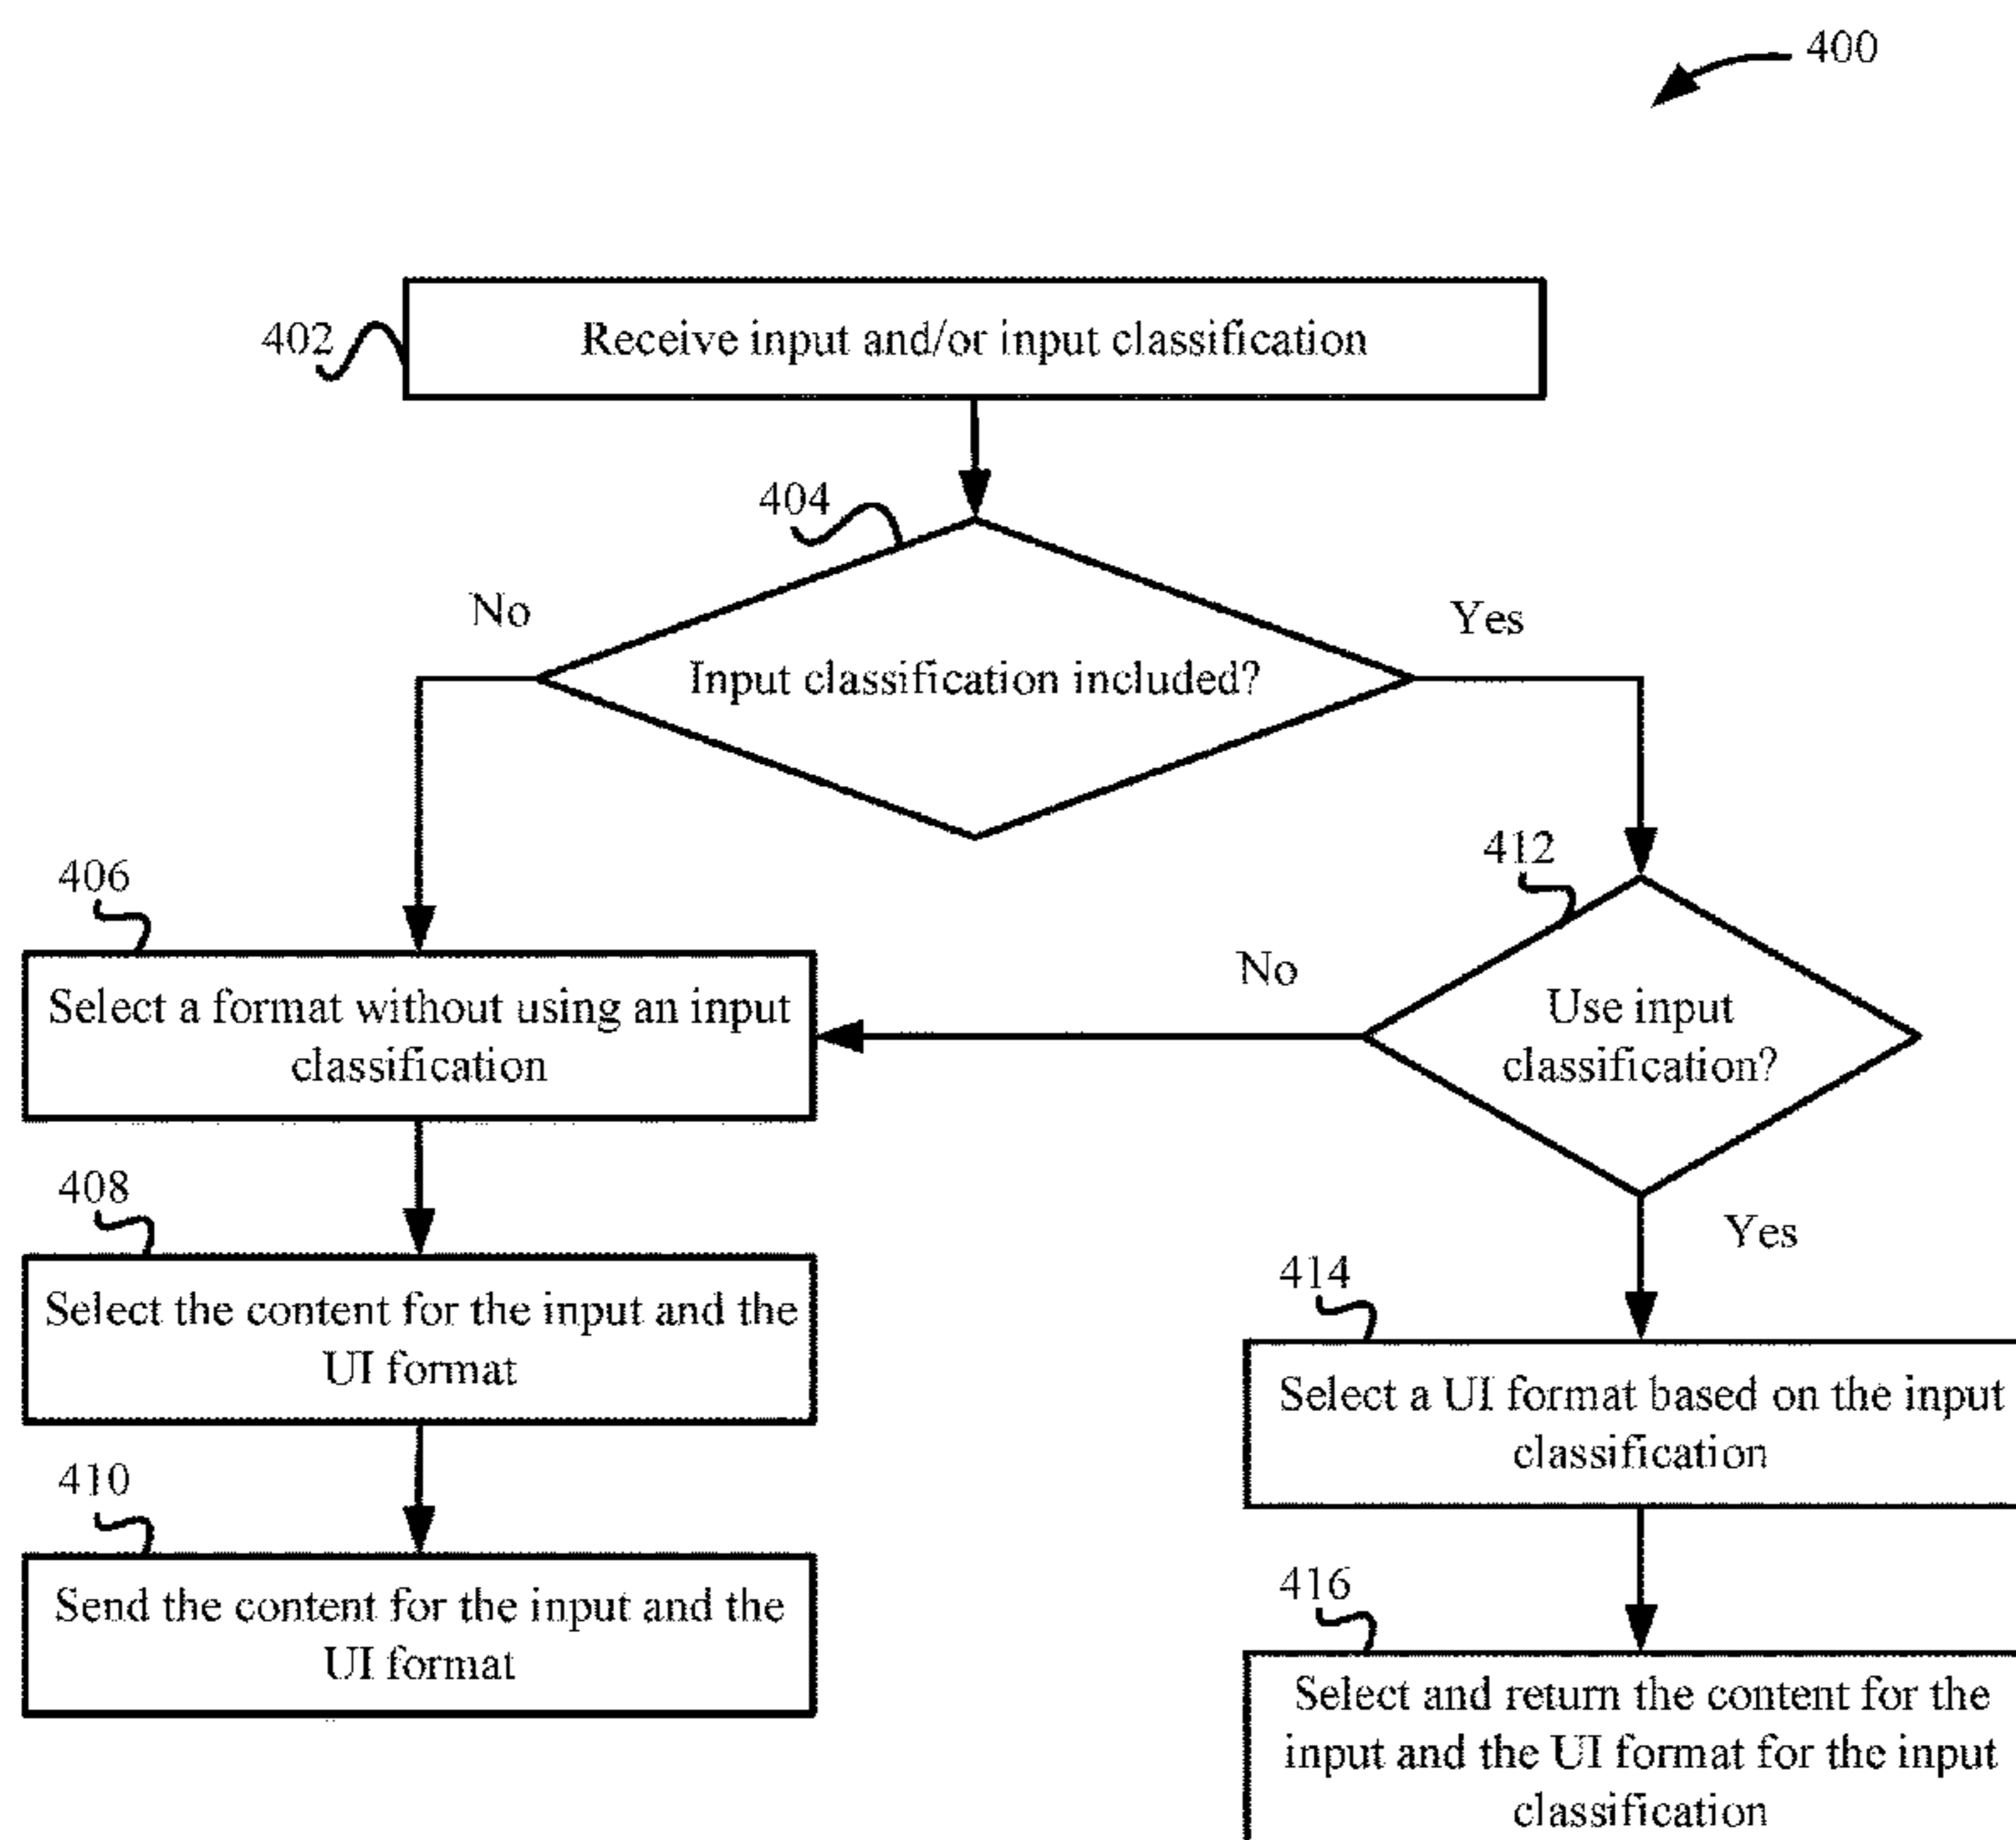 400
402
Receive input and/or input classification
404
No
Yes
Input classification included?
406
412
Select a format without using an input
classification
No
Use input
classification?
Yes
408
Select the content for the input and the
UI format
414
Select a UI format based on the input
classification
410
Send the content for the input and the
UI format
416
Select and return the content for the
input and the UI format for the input
classification